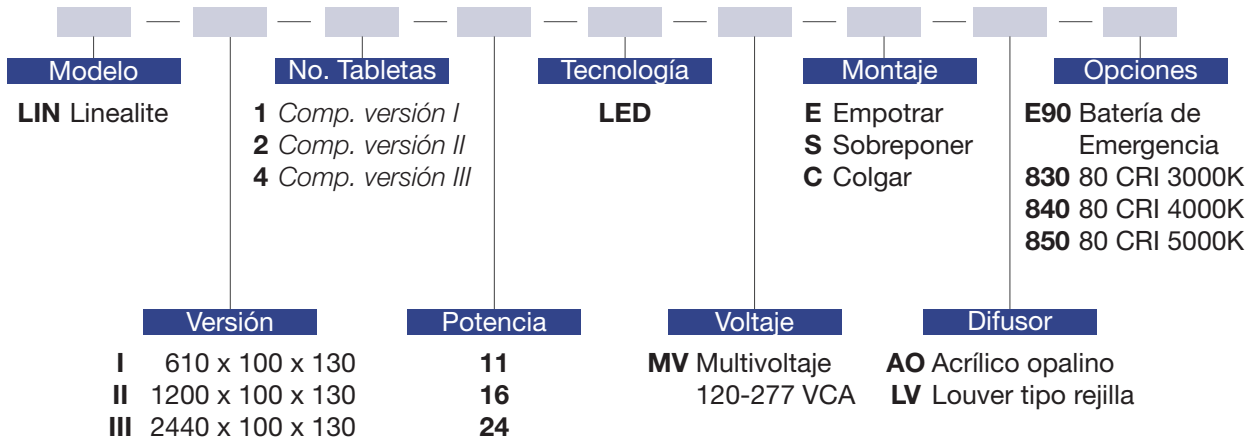 Modelo
LIN Linealite
No. Tabletas
1 Comp. versión I
2 Comp. versión II
4 Comp. versión III
Tecnología
LED
Montaje
E Empotrar
S Sobreponer
C Colgar
Opciones
E90 Batería de
Emergencia
830 80 CRI 3000K
840 80 CRI 4000K
850 80 CRI 5000K
Versión
I 610 x 100 x 130
II 1200 x 100 x 130
III 2440 x 100 x 130
Potencia
11
16
24
Voltaje
MV Multivoltaje
120-277 VCA
Difusor
AO Acrílico opalino
LV Louver tipo rejilla